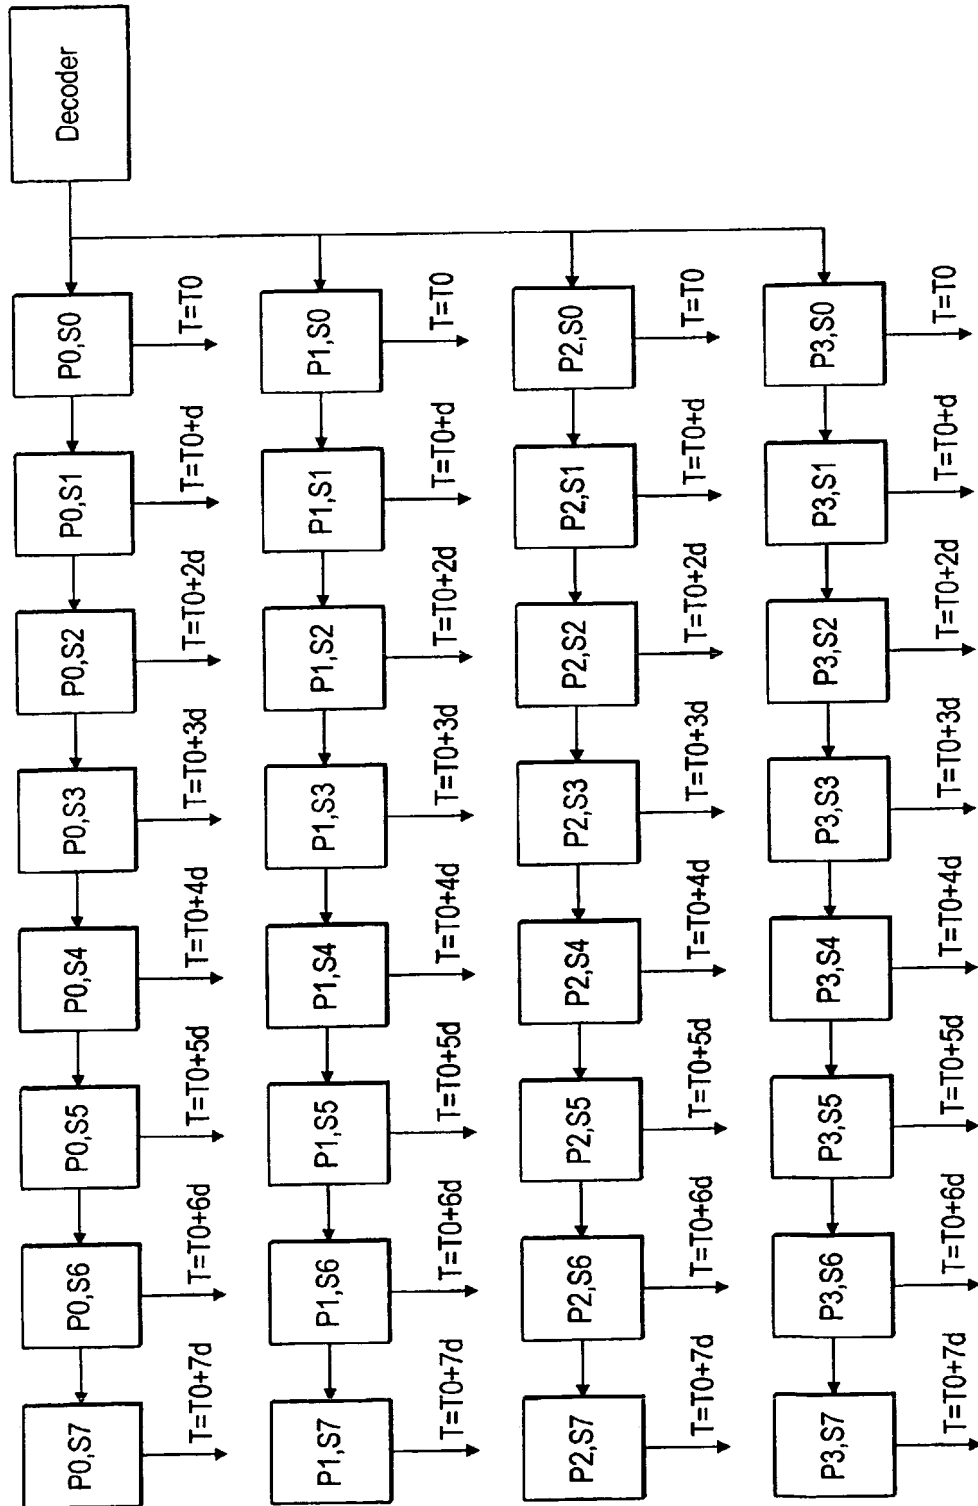 Decoder
P0,S0
P0,S1
P0,S2
P0,S3
P0,S4
P0,S5
P0,S6
P0,S7
T=T0
T=T0+d
T=T0+2d
T=T0+3d
T=T0+4d
T=T0+5d
T=T0+6d
T=T0+7d
P1,S0
P1,S1
P1,S2
P1,S3
P1,S4
P1,S5
P1,S6
P1,S7
T=T0
T=T0+d
T=T0+2d
T=T0+3d
T=T0+4d
T=T0+5d
T=T0+6d
T=T0+7d
P2,S0
P2,S1
P2,S2
P2,S3
P2,S4
P2,S5
P2,S6
P2,S7
T=T0
T=T0+d
T=T0+2d
T=T0+3d
T=T0+4d
T=T0+5d
T=T0+6d
T=T0+7d
P3,S0
P3,S1
P3,S2
P3,S3
P3,S4
P3,S5
P3,S6
P3,S7
T=T0
T=T0+d
T=T0+2d
T=T0+3d
T=T0+4d
T=T0+5d
T=T0+6d
T=T0+7d